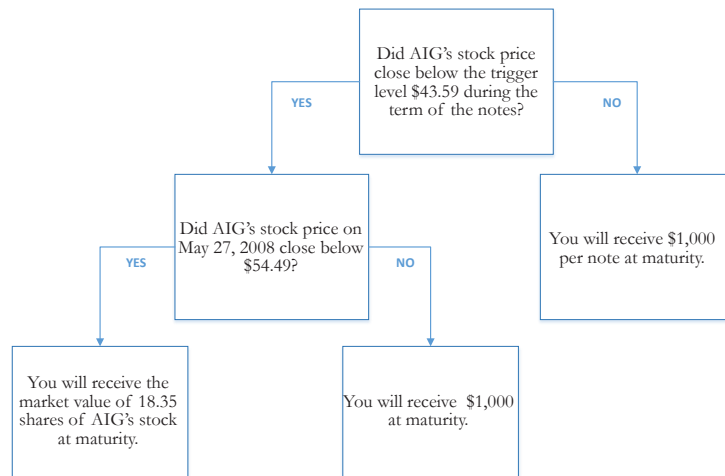 Did AIG's stock price
close below the trigger
level $43.59 during the
term of the notes?
YES
NO
Did AIG's stock price on
May 27, 2008 close below
$54.49?
You will receive $1,000
per note at maturity.
YES
NO
You will receive the
market value of 18.35
shares of AIG's stock
at maturity.
You will receive  $1,000
at maturity.